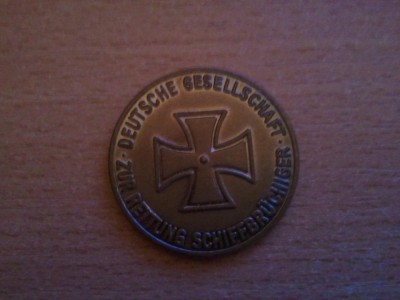 · DEUTSCHE GESELLSCHAFT ·
ZUR RETTUNG SCHIFFBRÜCHIGER